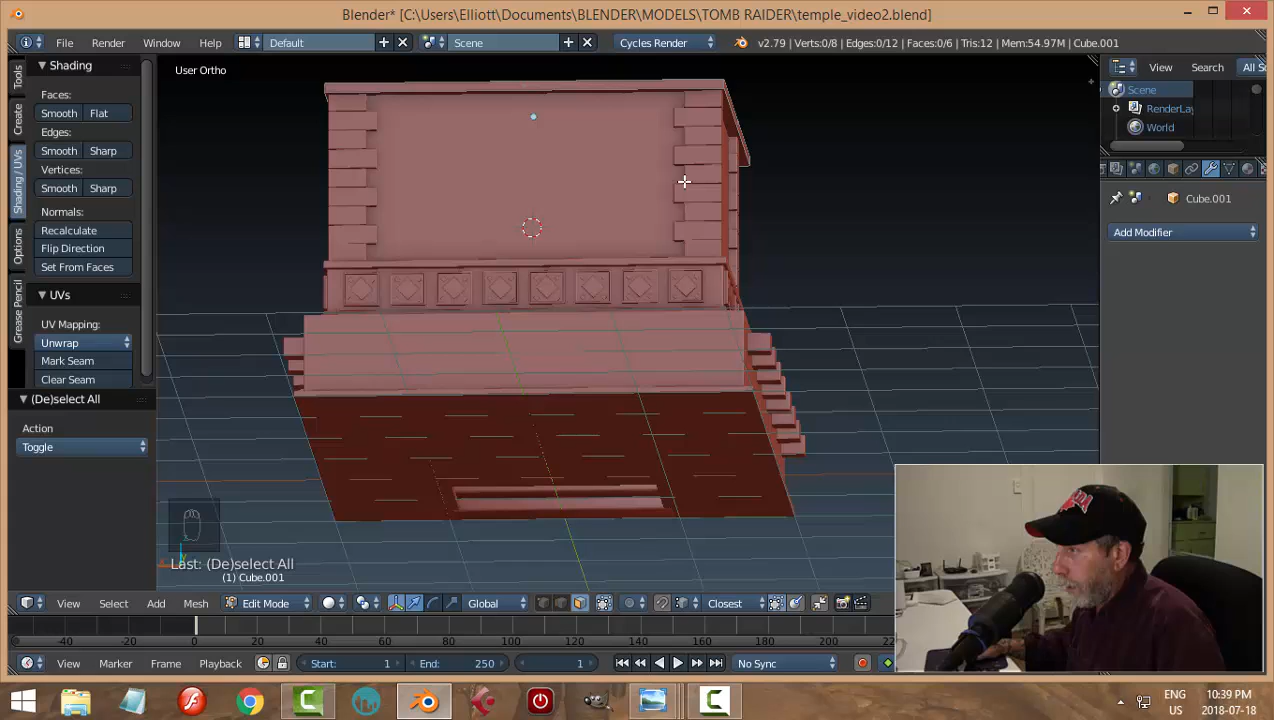 Blender* [C:\Users\Elliott\Documents\BLENDER\MODELS\TOMB RAIDER\temple_video2.blend]
File Render Window Help Default Scene Cycles Render v2.79 | Verts:0/8 | Edges:0/12 | Faces:0/6 | Tris:12 | Mem:54.97M | Cube.001
View Search All S
Tools
Create
Shading / UVs
Options
Grease Pencil
Shading
Faces:
Smooth Flat
Edges:
Smooth Sharp
Vertices:
Smooth Sharp
Normals:
Recalculate
Flip Direction
Set From Faces
UVs
UV Mapping:
Unwrap
Mark Seam
Clear Seam
(De)select All
Action
Toggle
User Ortho
Last: (De)select All
(1) Cube.001
Scene
RenderLay
World
Cube.001
Add Modifier
View Select Add Mesh Edit Mode Global Closest
-40 -20 0 20 40 60 80 100 120 140 160 180 200
View Marker Frame Playback Start: 1 End: 250 1 No Sync
ENG
US
10:39 PM
2018-07-18